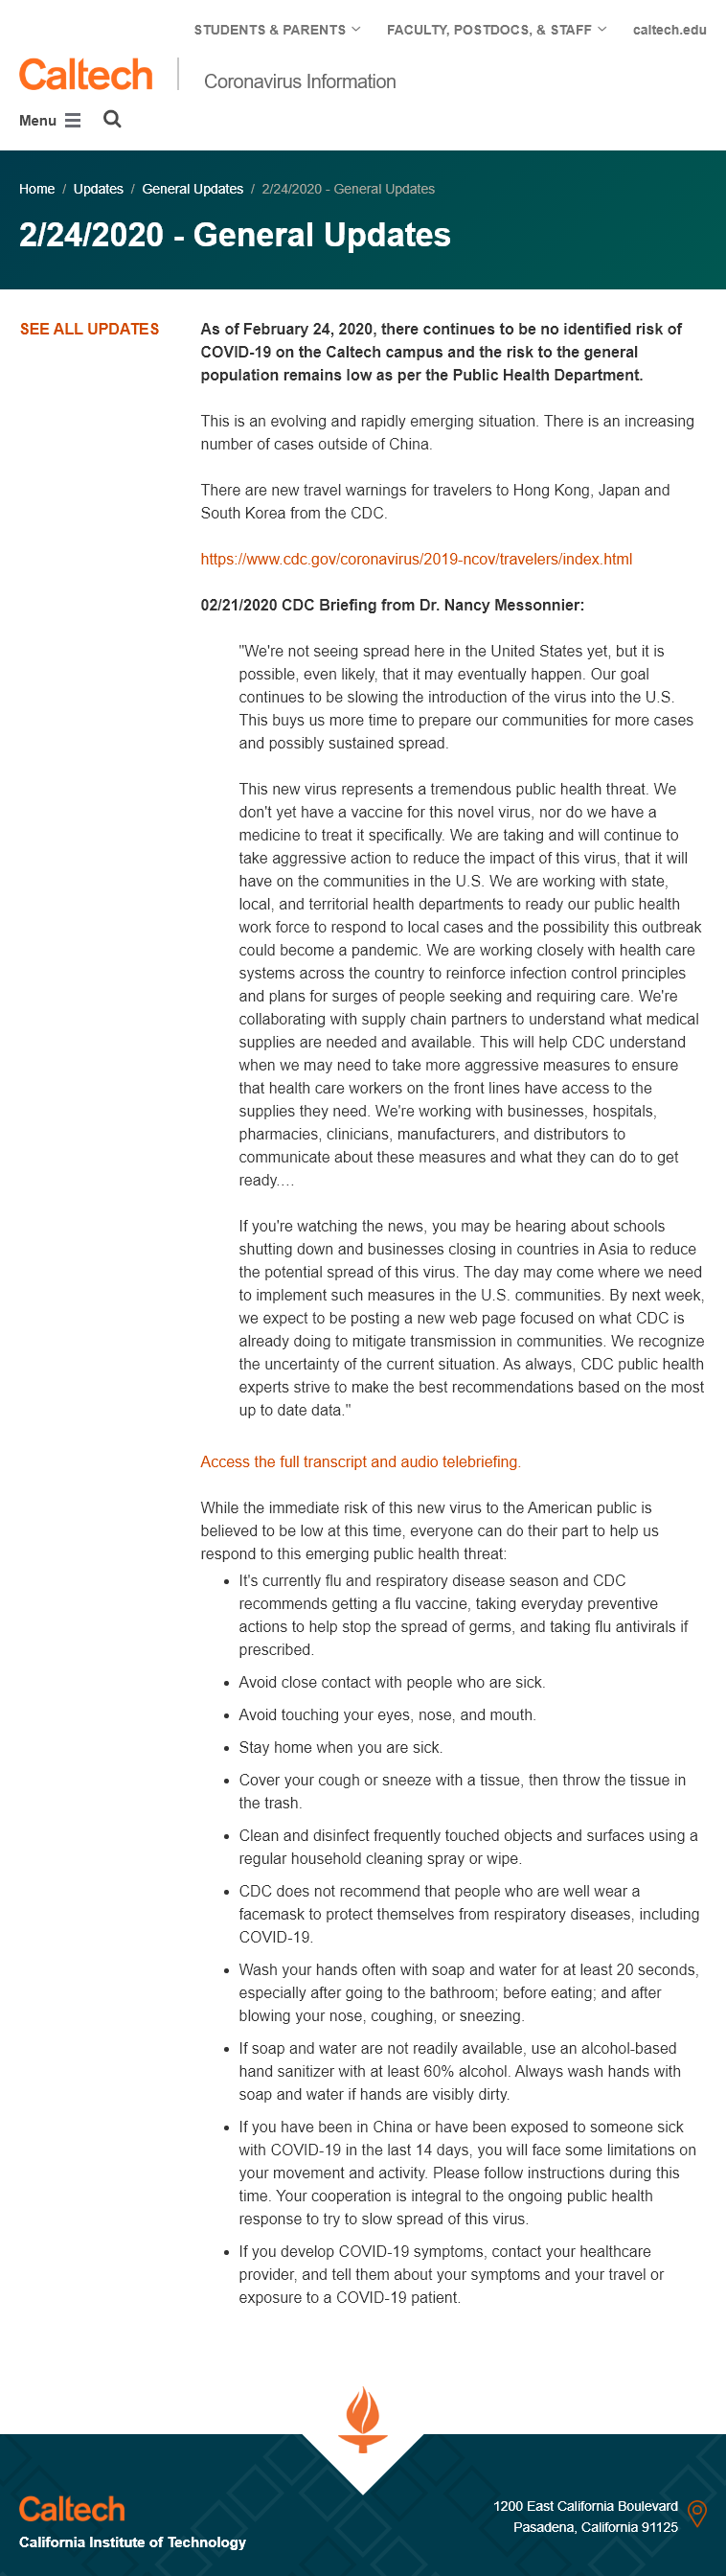 STUDENTS & PARENTS FACULTY, POSTDOCS, & STAFF caltech.edu
Caltech Coronavirus Information
Menu
Home / Updates / General Updates / 2/24/2020 - General Updates
2/24/2020 - General Updates
SEE ALL UPDATES
As of February 24, 2020, there continues to be no identified risk of
COVID-19 on the Caltech campus and the risk to the general
population remains low as per the Public Health Department.
This is an evolving and rapidly emerging situation. There is an increasing
number of cases outside of China.
There are new travel warnings for travelers to Hong Kong, Japan and
South Korea from the CDC.
https://www.cdc.gov/coronavirus/2019-ncov/travelers/index.html
02/21/2020 CDC Briefing from Dr. Nancy Messonnier:
"We're not seeing spread here in the United States yet, but it is
possible, even likely, that it may eventually happen. Our goal
continues to be slowing the introduction of the virus into the U.S.
This buys us more time to prepare our communities for more cases
and possibly sustained spread.
This new virus represents a tremendous public health threat. We
don't yet have a vaccine for this novel virus, nor do we have a
medicine to treat it specifically. We are taking and will continue to
take aggressive action to reduce the impact of this virus, that it will
have on the communities in the U.S. We are working with state,
local, and territorial health departments to ready our public health
work force to respond to local cases and the possibility this outbreak
could become a pandemic. We are working closely with health care
systems across the country to reinforce infection control principles
and plans for surges of people seeking and requiring care. We're
collaborating with supply chain partners to understand what medical
supplies are needed and available. This will help CDC understand
when we may need to take more aggressive measures to ensure
that health care workers on the front lines have access to the
supplies they need. We're working with businesses, hospitals,
pharmacies, clinicians, manufacturers, and distributors to
communicate about these measures and what they can do to get
ready....
If you're watching the news, you may be hearing about schools
shutting down and businesses closing in countries in Asia to reduce
the potential spread of this virus. The day may come where we need
to implement such measures in the U.S. communities. By next week,
we expect to be posting a new web page focused on what CDC is
already doing to mitigate transmission in communities. We recognize
the uncertainty of the current situation. As always, CDC public health
experts strive to make the best recommendations based on the most
up to date data."
Access the full transcript and audio telebriefing.
While the immediate risk of this new virus to the American public is
believed to be low at this time, everyone can do their part to help us
respond to this emerging public health threat:
• It's currently flu and respiratory disease season and CDC
recommends getting a flu vaccine, taking everyday preventive
actions to help stop the spread of germs, and taking flu antivirals if
prescribed.
• Avoid close contact with people who are sick.
• Avoid touching your eyes, nose, and mouth.
• Stay home when you are sick.
• Cover your cough or sneeze with a tissue, then throw the tissue in
the trash.
• Clean and disinfect frequently touched objects and surfaces using a
regular household cleaning spray or wipe.
• CDC does not recommend that people who are well wear a
facemask to protect themselves from respiratory diseases, including
COVID-19.
• Wash your hands often with soap and water for at least 20 seconds,
especially after going to the bathroom; before eating; and after
blowing your nose, coughing, or sneezing.
• If soap and water are not readily available, use an alcohol-based
hand sanitizer with at least 60% alcohol. Always wash hands with
soap and water if hands are visibly dirty.
• If you have been in China or have been exposed to someone sick
with COVID-19 in the last 14 days, you will face some limitations on
your movement and activity. Please follow instructions during this
time. Your cooperation is integral to the ongoing public health
response to try to slow spread of this virus.
• If you develop COVID-19 symptoms, contact your healthcare
provider, and tell them about your symptoms and your travel or
exposure to a COVID-19 patient.
Caltech
California Institute of Technology
1200 East California Boulevard
Pasadena, California 91125